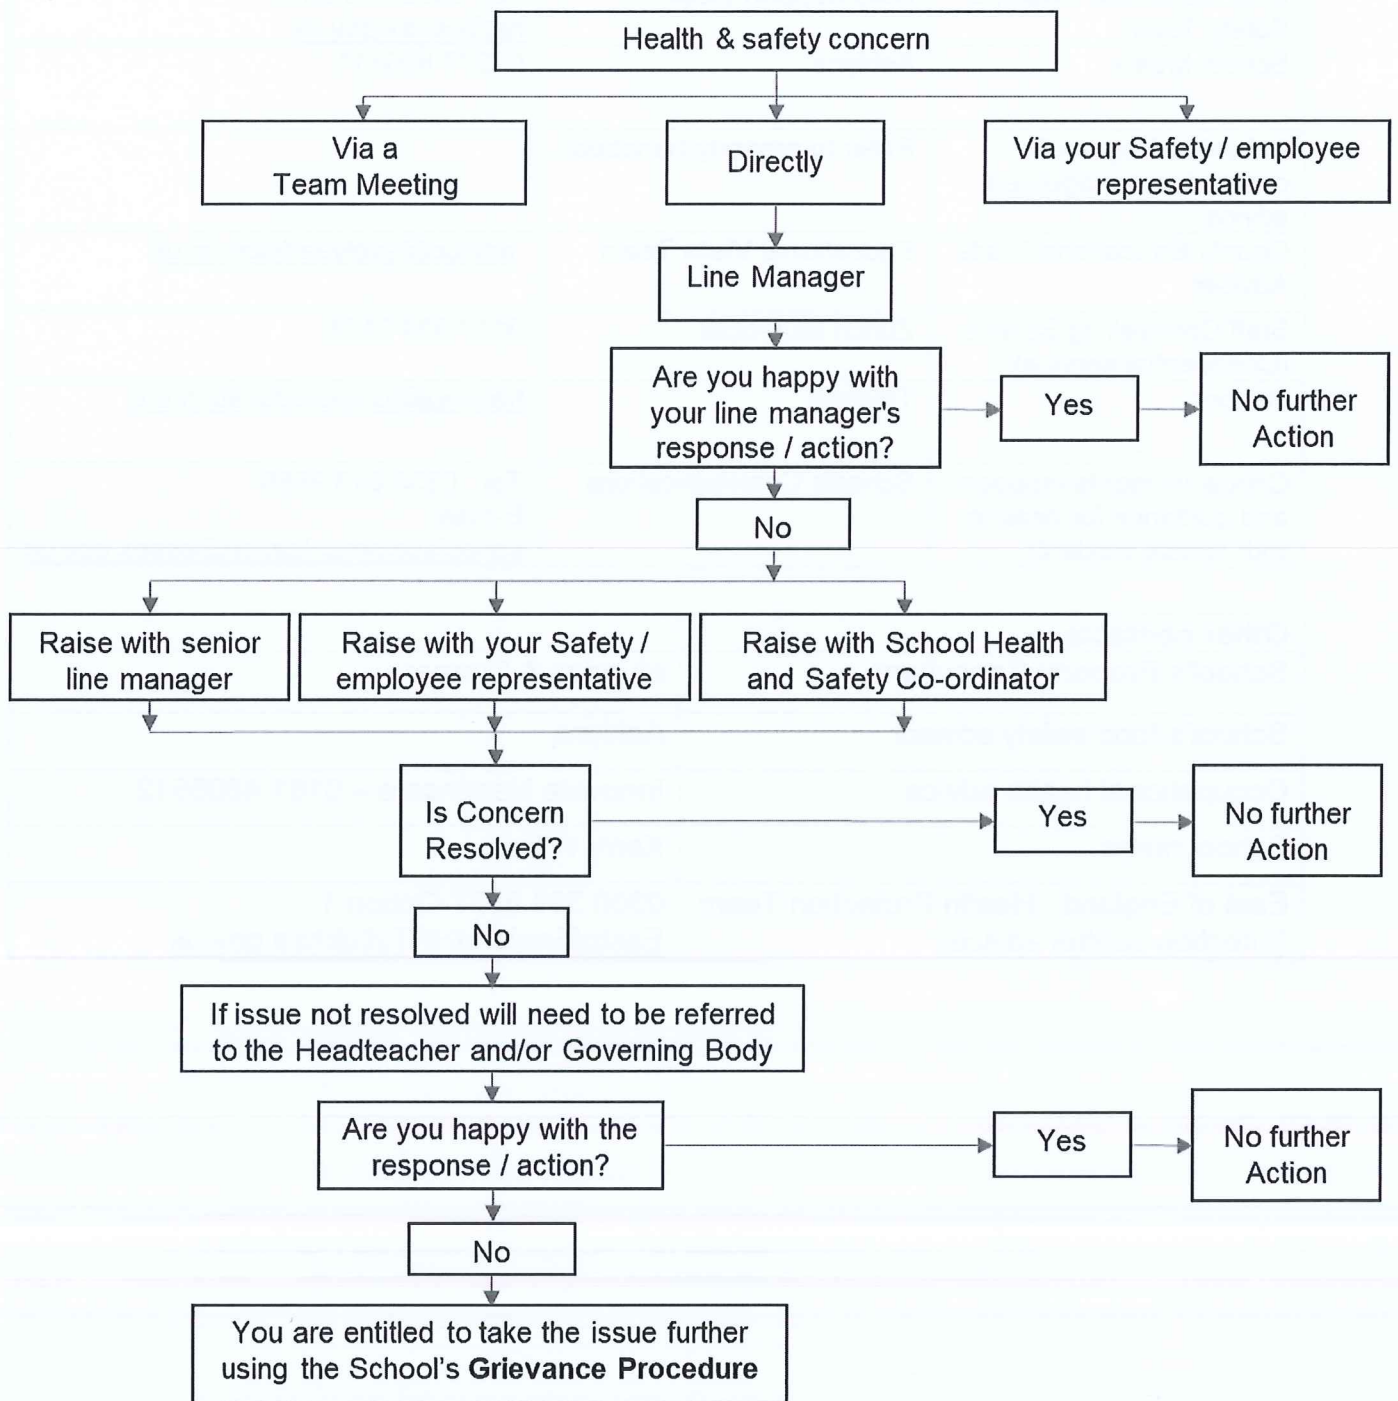 Health & safety concern
Via a
Team Meeting
Directly
Via your Safety / employee
representative
Line Manager
Are you happy with
your line manager's
response / action?
Yes
No further
Action
No
Raise with senior
line manager
Raise with your Safety /
employee representative
Raise with School Health
and Safety Co-ordinator
Is Concern
Resolved?
Yes
No further
Action
No
If issue not resolved will need to be referred
to the Headteacher and/or Governing Body
Are you happy with the
response / action?
Yes
No further
Action
No
You are entitled to take the issue further
using the School's Grievance Procedure